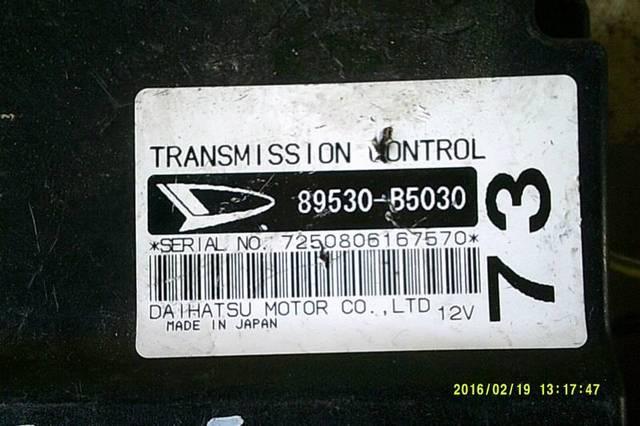 TRANSMISSION CONTROL
89530-B5030
*SERIAL NO. 7250806167570*
DAIHATSU MOTOR CO.,LTD 12V
MADE IN JAPAN
73
2016/02/19 13:17:47